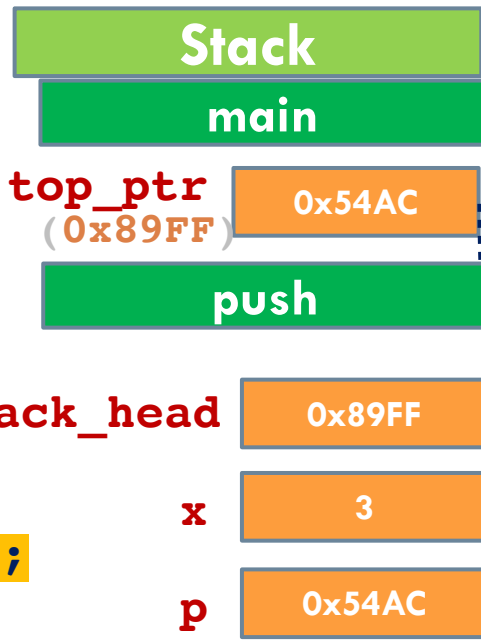 Stack
main
top_ptr 0x54AC
(0x89FF)
push
ack_head 0x89FF
x 3
;
p 0x54AC